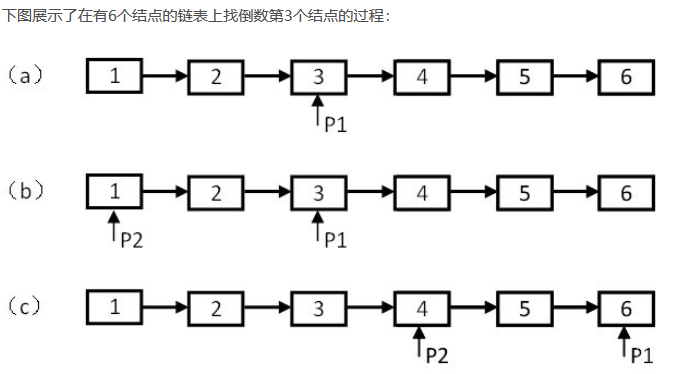 下图展示了在有6个结点的链表上找倒数第3个结点的过程：
（a） 1 2 3 4 5 6
P1
（b） 1 2 3 4 5 6
P2 P1
（c） 1 2 3 4 5 6
P2 P1